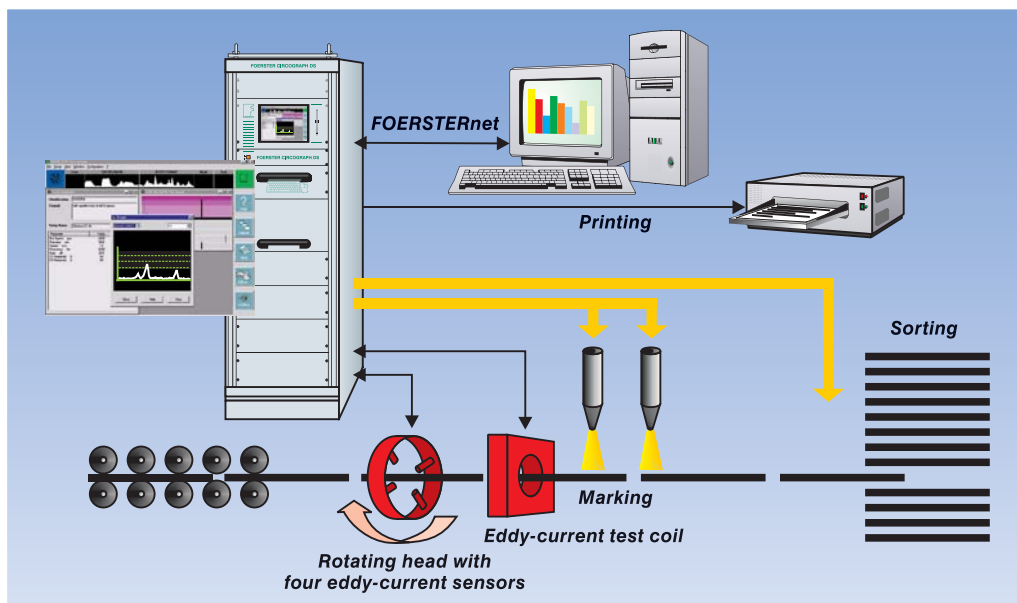 FOERSTER CIRCOGRAPH DS
FOERSTERnet
FOERSTER CIRCOGRAPH DS
Printing
Sorting
Marking
Eddy-current test coil
Rotating head with
four eddy-current sensors